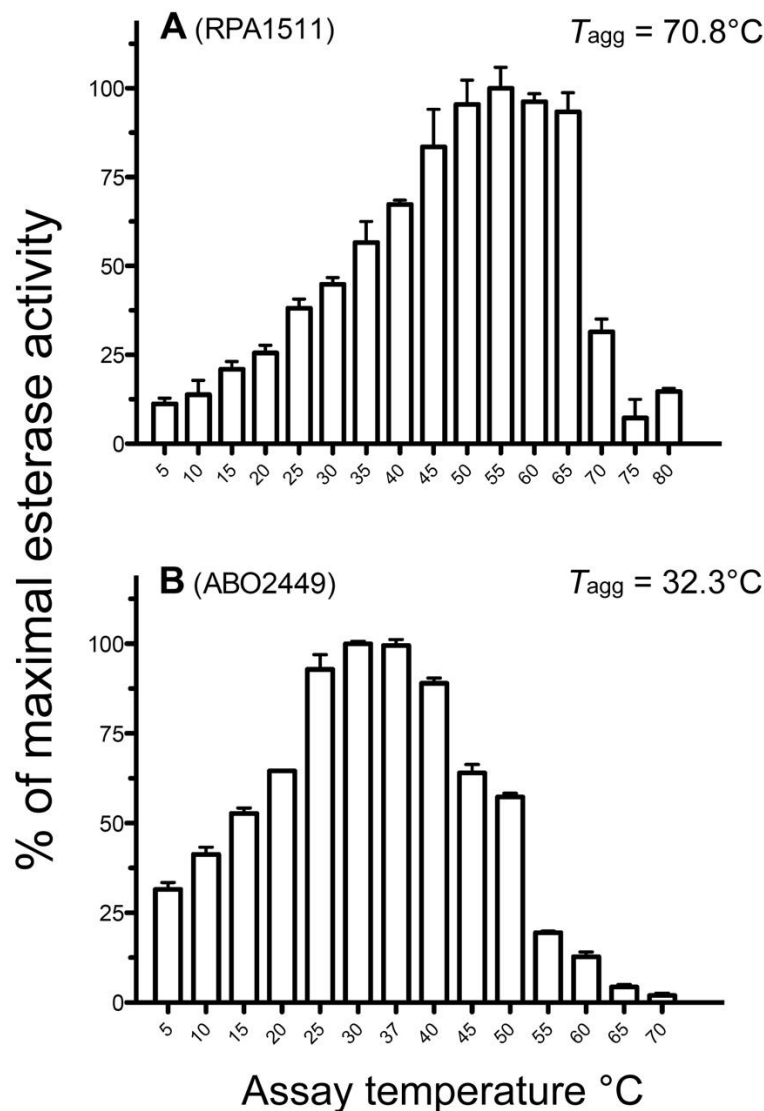 A (RPA1511)
Tagg = 70.8°C
100
75
50
25
0
5 10 15 20 25 30 35 40 45 50 55 60 65 70 75 80
% of maximal esterase activity
B (ABO2449)
Tagg = 32.3°C
100
75
50
25
0
5 10 15 20 25 30 37 40 45 50 55 60 65 70
Assay temperature °C